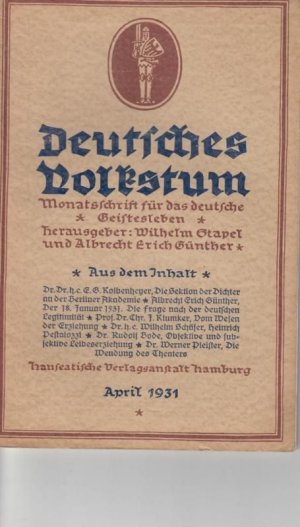 Deutsches
Volkstum
Monatsschrift für das deutsche
* Geistesleben *
Herausgeber: Wilhelm Stapel
und Albrecht Erich Günther *
* Aus dem Inhalt *
Dr. Dr. h.c. E. G. Kolbenheyer, Die Sektion der Dichter
an der Berliner Akademie * Albrecht Erich Günther,
Der 18. Januar 1931. Die Frage nach der deutschen
Legitimität * Prof. Dr. Chr. J. Klumker, Vom Wesen
der Erziehung * Dr. h.c. Wilhelm Schäfer, Heinrich
Pestalozzi * Dr. Rudolf Bode, Objektive und sub-
jektive Leibeserziehung * Dr. Werner Pleister, Die
Wendung des Theaters
Hanseatische Verlagsanstalt Hamburg
April 1931
*